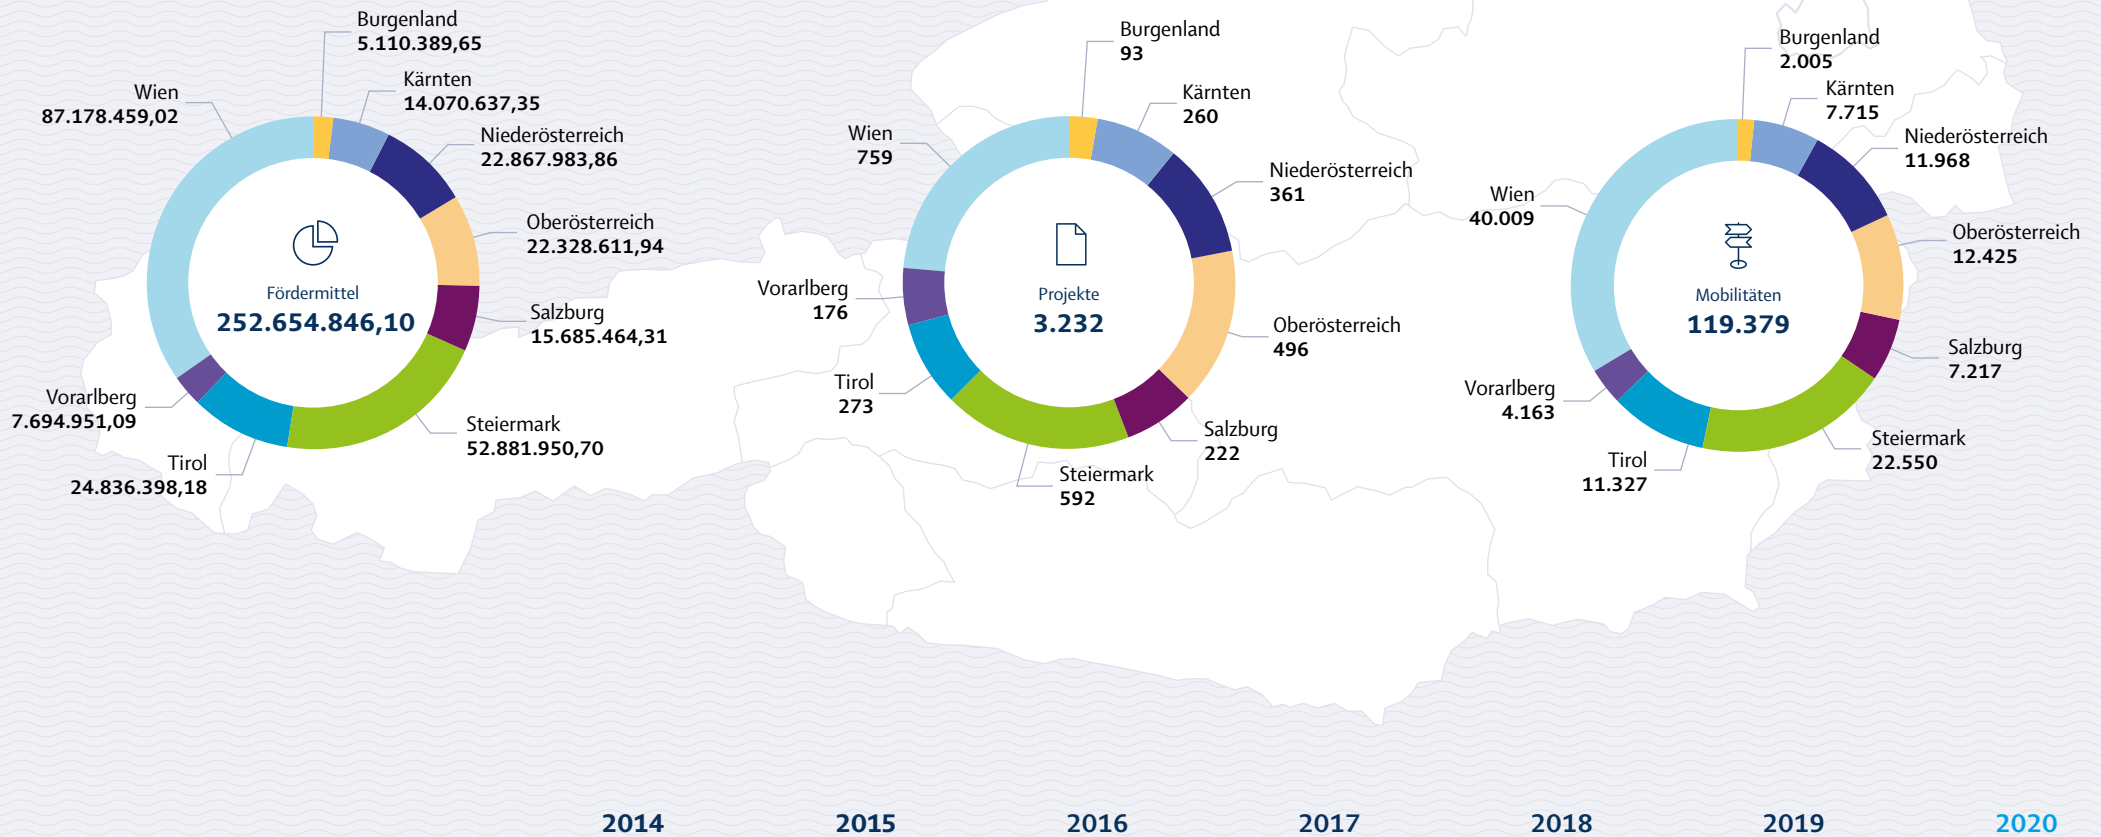 Burgenland
5.110.389,65
Kärnten
14.070.637,35
Niederösterreich
22.867.983,86
Oberösterreich
22.328.611,94
Salzburg
15.685.464,31
Steiermark
52.881.950,70
Tirol
24.836.398,18
Vorarlberg
7.694.951,09
Wien
87.178.459,02
Fördermittel
252.654.846,10
Burgenland
93
Kärnten
260
Niederösterreich
361
Oberösterreich
496
Salzburg
222
Steiermark
592
Tirol
273
Vorarlberg
176
Wien
759
Projekte
3.232
Burgenland
2.005
Kärnten
7.715
Niederösterreich
11.968
Oberösterreich
12.425
Salzburg
7.217
Steiermark
22.550
Tirol
11.327
Vorarlberg
4.163
Wien
40.009
Mobilitäten
119.379
2014 2015 2016 2017 2018 2019 2020